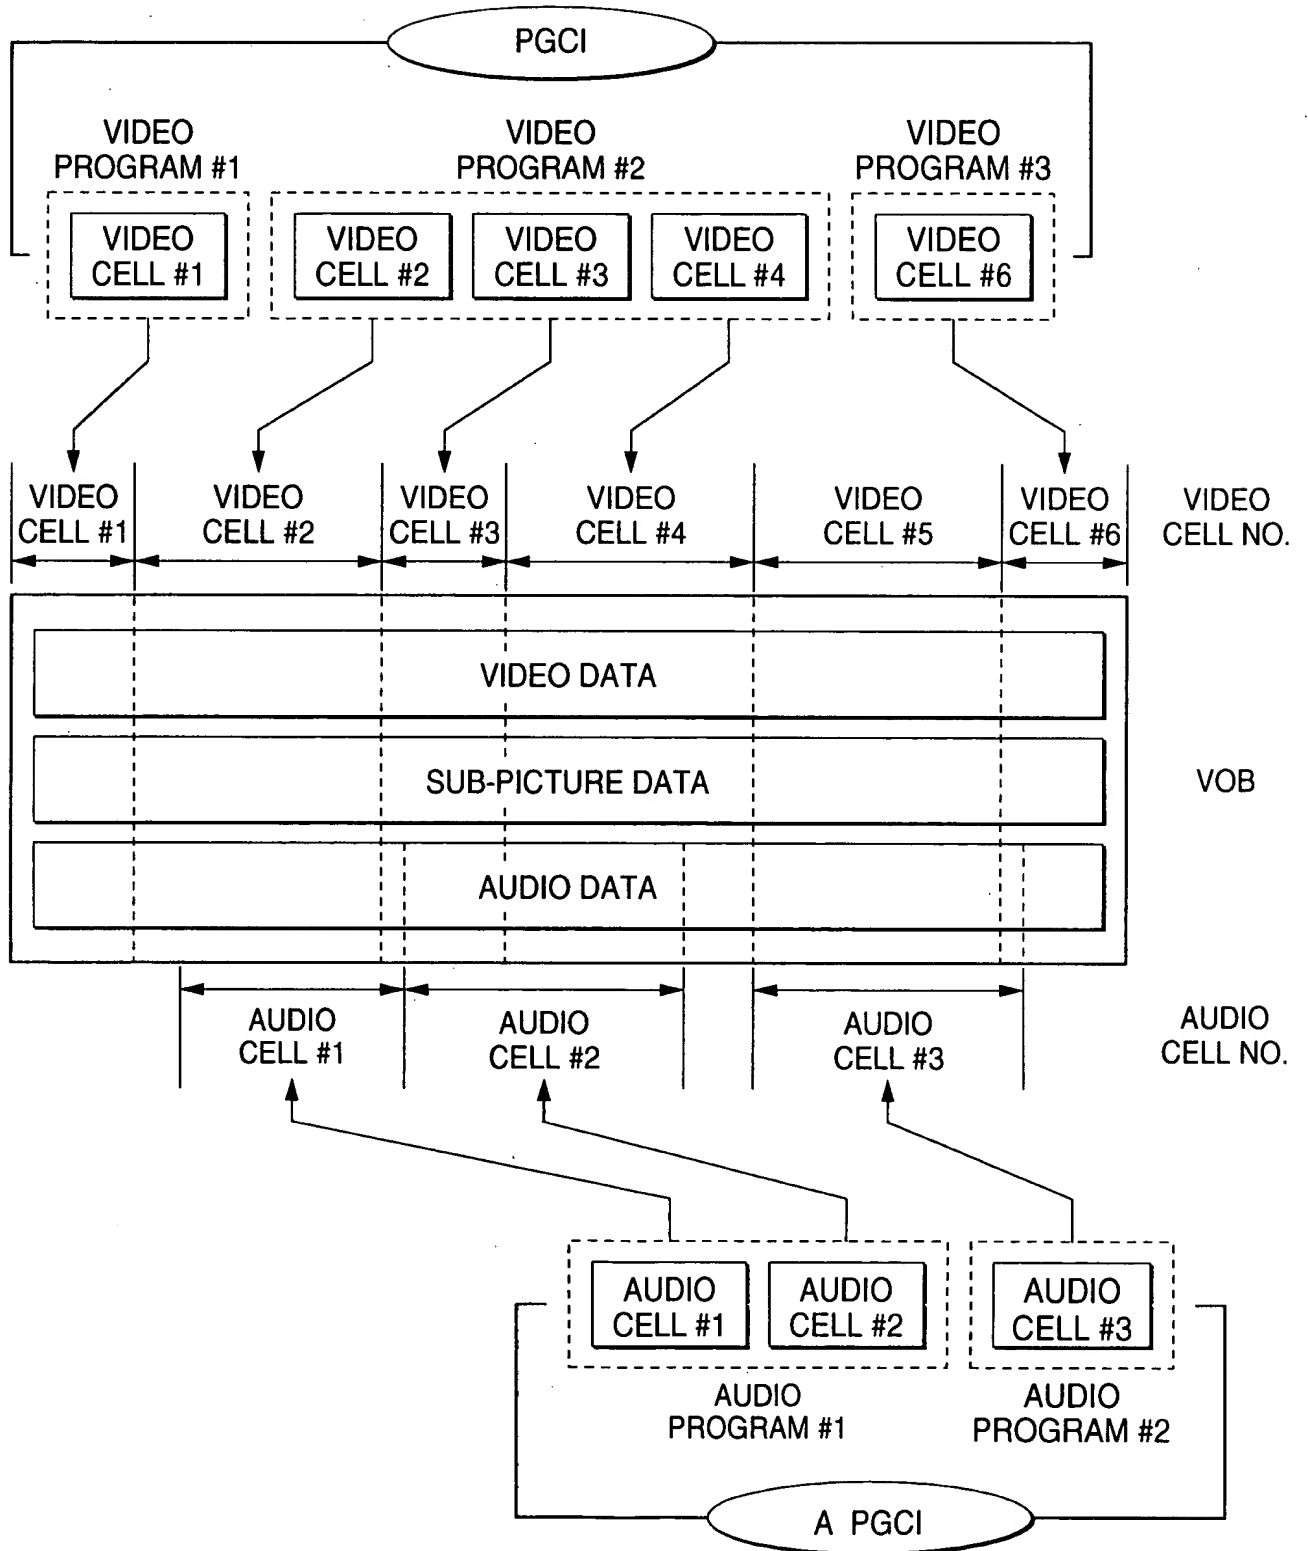 PGCI
VIDEO
PROGRAM #1
VIDEO
PROGRAM #2
VIDEO
PROGRAM #3
VIDEO
CELL #1
VIDEO
CELL #2
VIDEO
CELL #3
VIDEO
CELL #4
VIDEO
CELL #6
VIDEO
CELL #1
VIDEO
CELL #2
VIDEO
CELL #3
VIDEO
CELL #4
VIDEO
CELL #5
VIDEO
CELL #6
VIDEO
CELL NO.
VIDEO DATA
SUB-PICTURE DATA
VOB
AUDIO DATA
AUDIO
CELL #1
AUDIO
CELL #2
AUDIO
CELL #3
AUDIO
CELL NO.
AUDIO
CELL #1
AUDIO
CELL #2
AUDIO
CELL #3
AUDIO
PROGRAM #1
AUDIO
PROGRAM #2
A PGCI